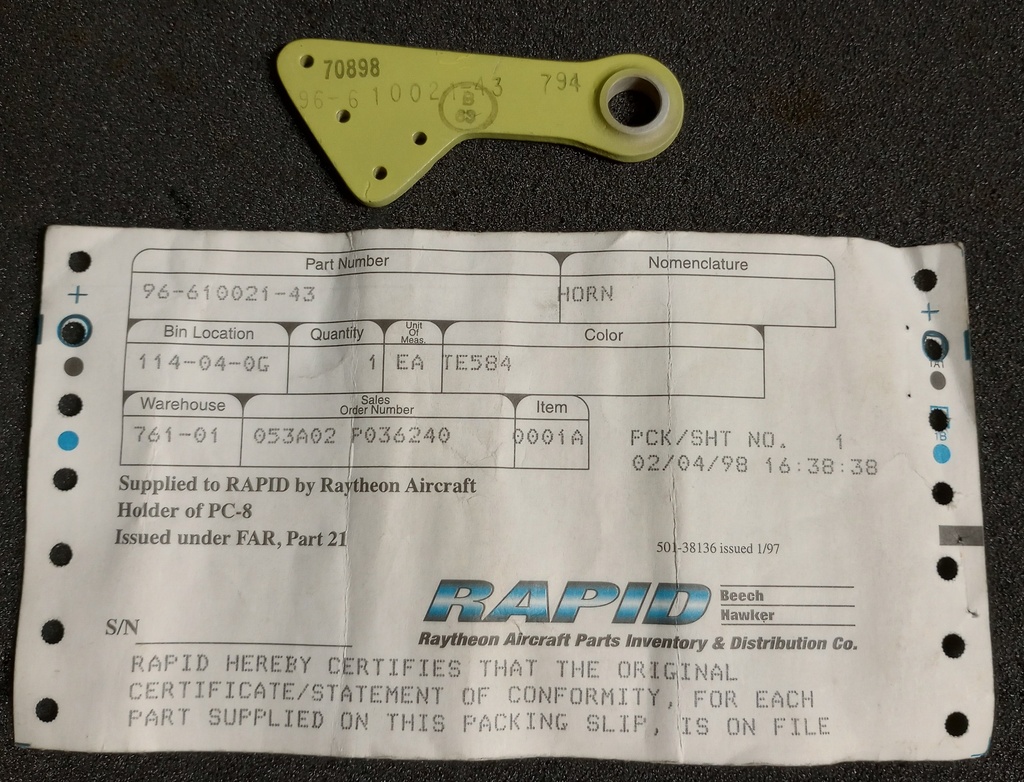 70898
96-610021-43 794
B
Part Number Nomenclature
96-610021-43 HORN
Bin Location Quantity Unit Of Meas. Color
114-04-0G 1 EA TE584
Warehouse Sales Order Number Item
761-01 053A02 P036240 0001A PCK/SHT NO. 1
02/04/98 16:38:38
Supplied to RAPID by Raytheon Aircraft
Holder of PC-8
Issued under FAR, Part 21
501-38136 issued 1/97
RAPID Beech
Hawker
Raytheon Aircraft Parts Inventory & Distribution Co.
S/N
RAPID HEREBY CERTIFIES THAT THE ORIGINAL
CERTIFICATE/STATEMENT OF CONFORMITY, FOR EACH
PART SUPPLIED ON THIS PACKING SLIP, IS ON FILE